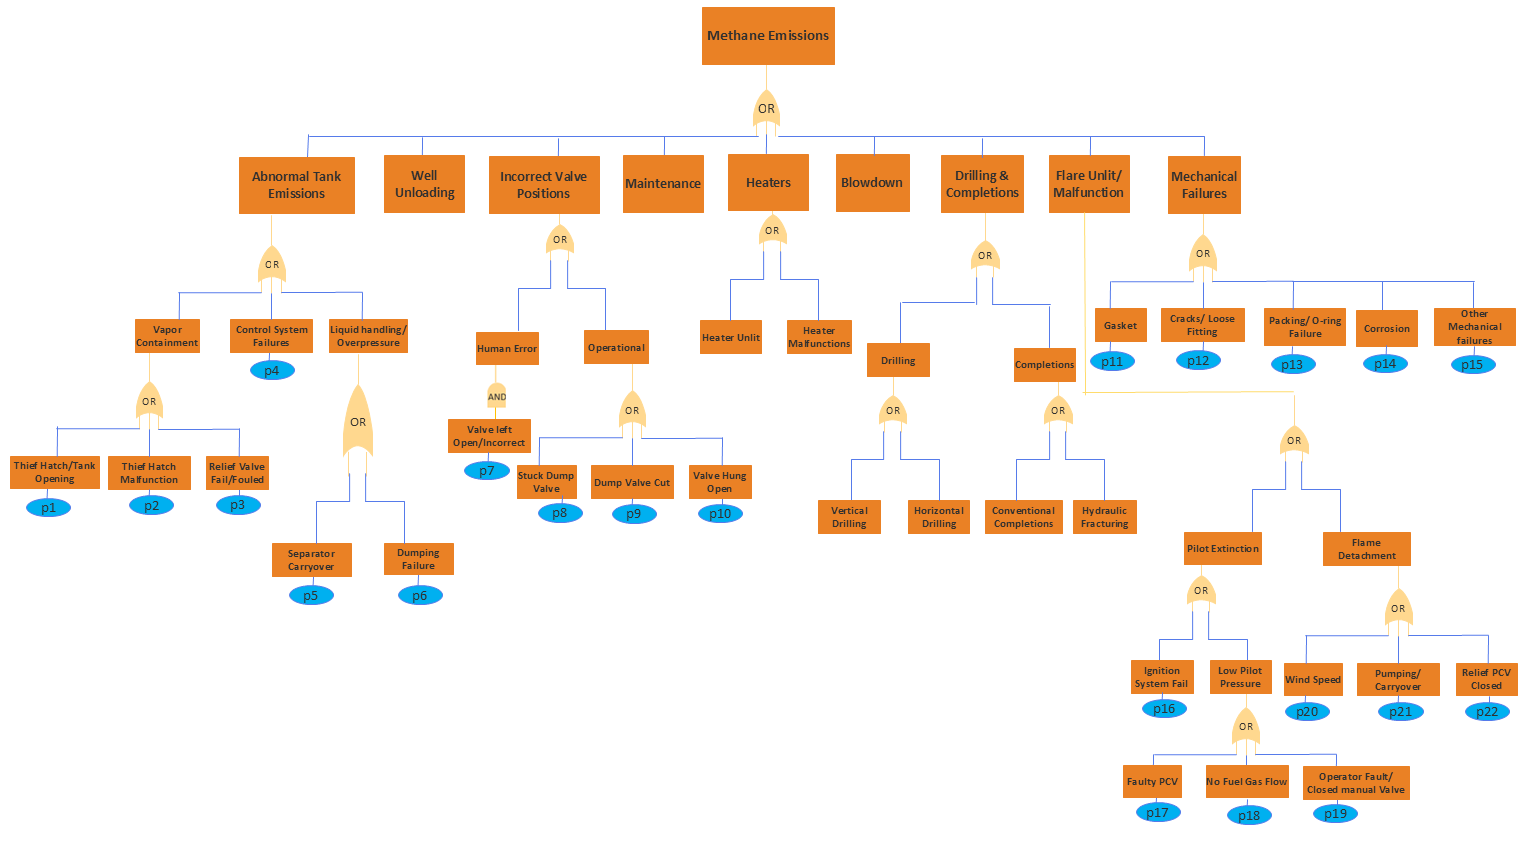 Methane Emissions
OR
Abnormal Tank
Emissions
Well
Unloading
Incorrect Valve
Positions
Maintenance
Heaters
Blowdown
Drilling &
Completions
Flare Unlit/
Malfunction
Mechanical
Failures
OR
OR
OR
OR
OR
Vapor
Containment
Control System
Failures
p4
Liquid handling/
Overpressure
Human Error
Operational
Heater Unlit
Heater
Malfunctions
Drilling
Completions
Gasket
p11
Cracks/ Loose
Fitting
p12
Packing/ O-ring
Failure
p13
Corrosion
p14
Other
Mechanical
failures
p15
OR
OR
AND
OR
OR
OR
OR
Thief Hatch/Tank
Opening
p1
Thief Hatch
Malfunction
p2
Relief Valve
Fail/Fouled
p3
Valve left
Open/Incorrect
p7
Stuck Dump
Valve
p8
Dump Valve Cut
p9
Valve Hung
Open
p10
Vertical
Drilling
Horizontal
Drilling
Conventional
Completions
Hydraulic
Fracturing
Separator
Carryover
p5
Dumping
Failure
p6
Pilot Extinction
Flame
Detachment
OR
OR
Ignition
System Fail
p16
Low Pilot
Pressure
Wind Speed
p20
Pumping/
Carryover
p21
Relief PCV
Closed
p22
OR
Faulty PCV
p17
No Fuel Gas Flow
p18
Operator Fault/
Closed manual Valve
p19